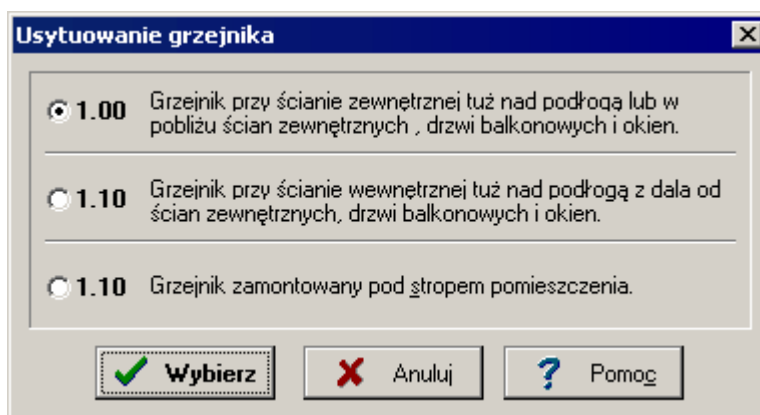 Usytuowanie grzejnika
1.00 Grzejnik przy ścianie zewnętrznej tuż nad podłogą lub w
pobliżu ścian zewnętrznych , drzwi balkonowych i okien.
1.10 Grzejnik przy ścianie wewnętrznej tuż nad podłogą z dala od
ścian zewnętrznych, drzwi balkonowych i okien.
1.10 Grzejnik zamontowany pod stropem pomieszczenia.
Wybierz Anuluj ? Pomoc